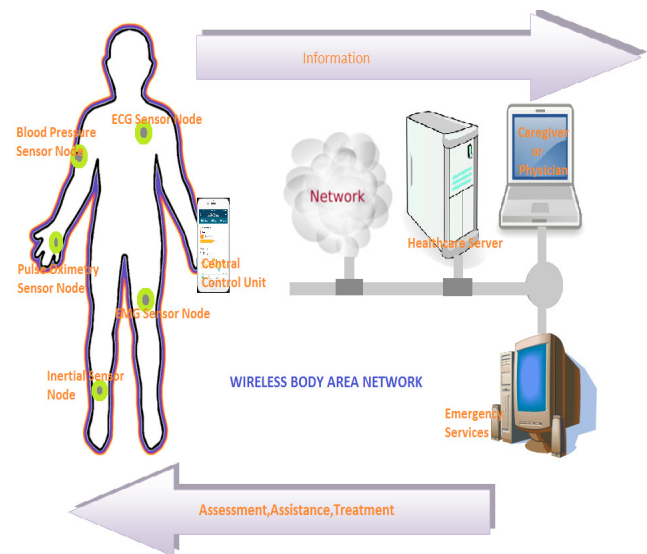 Information
ECG Sensor Node
Blood Pressure
Sensor Node
Caregiver
or
Physician
Network
Healthcare Server
Pulse Oximetry
Sensor Node
Central
Control Unit
EMG Sensor Node
Inertial Sensor
Node
WIRELESS BODY AREA NETWORK
Emergency
Services
Assessment,Assistance,Treatment